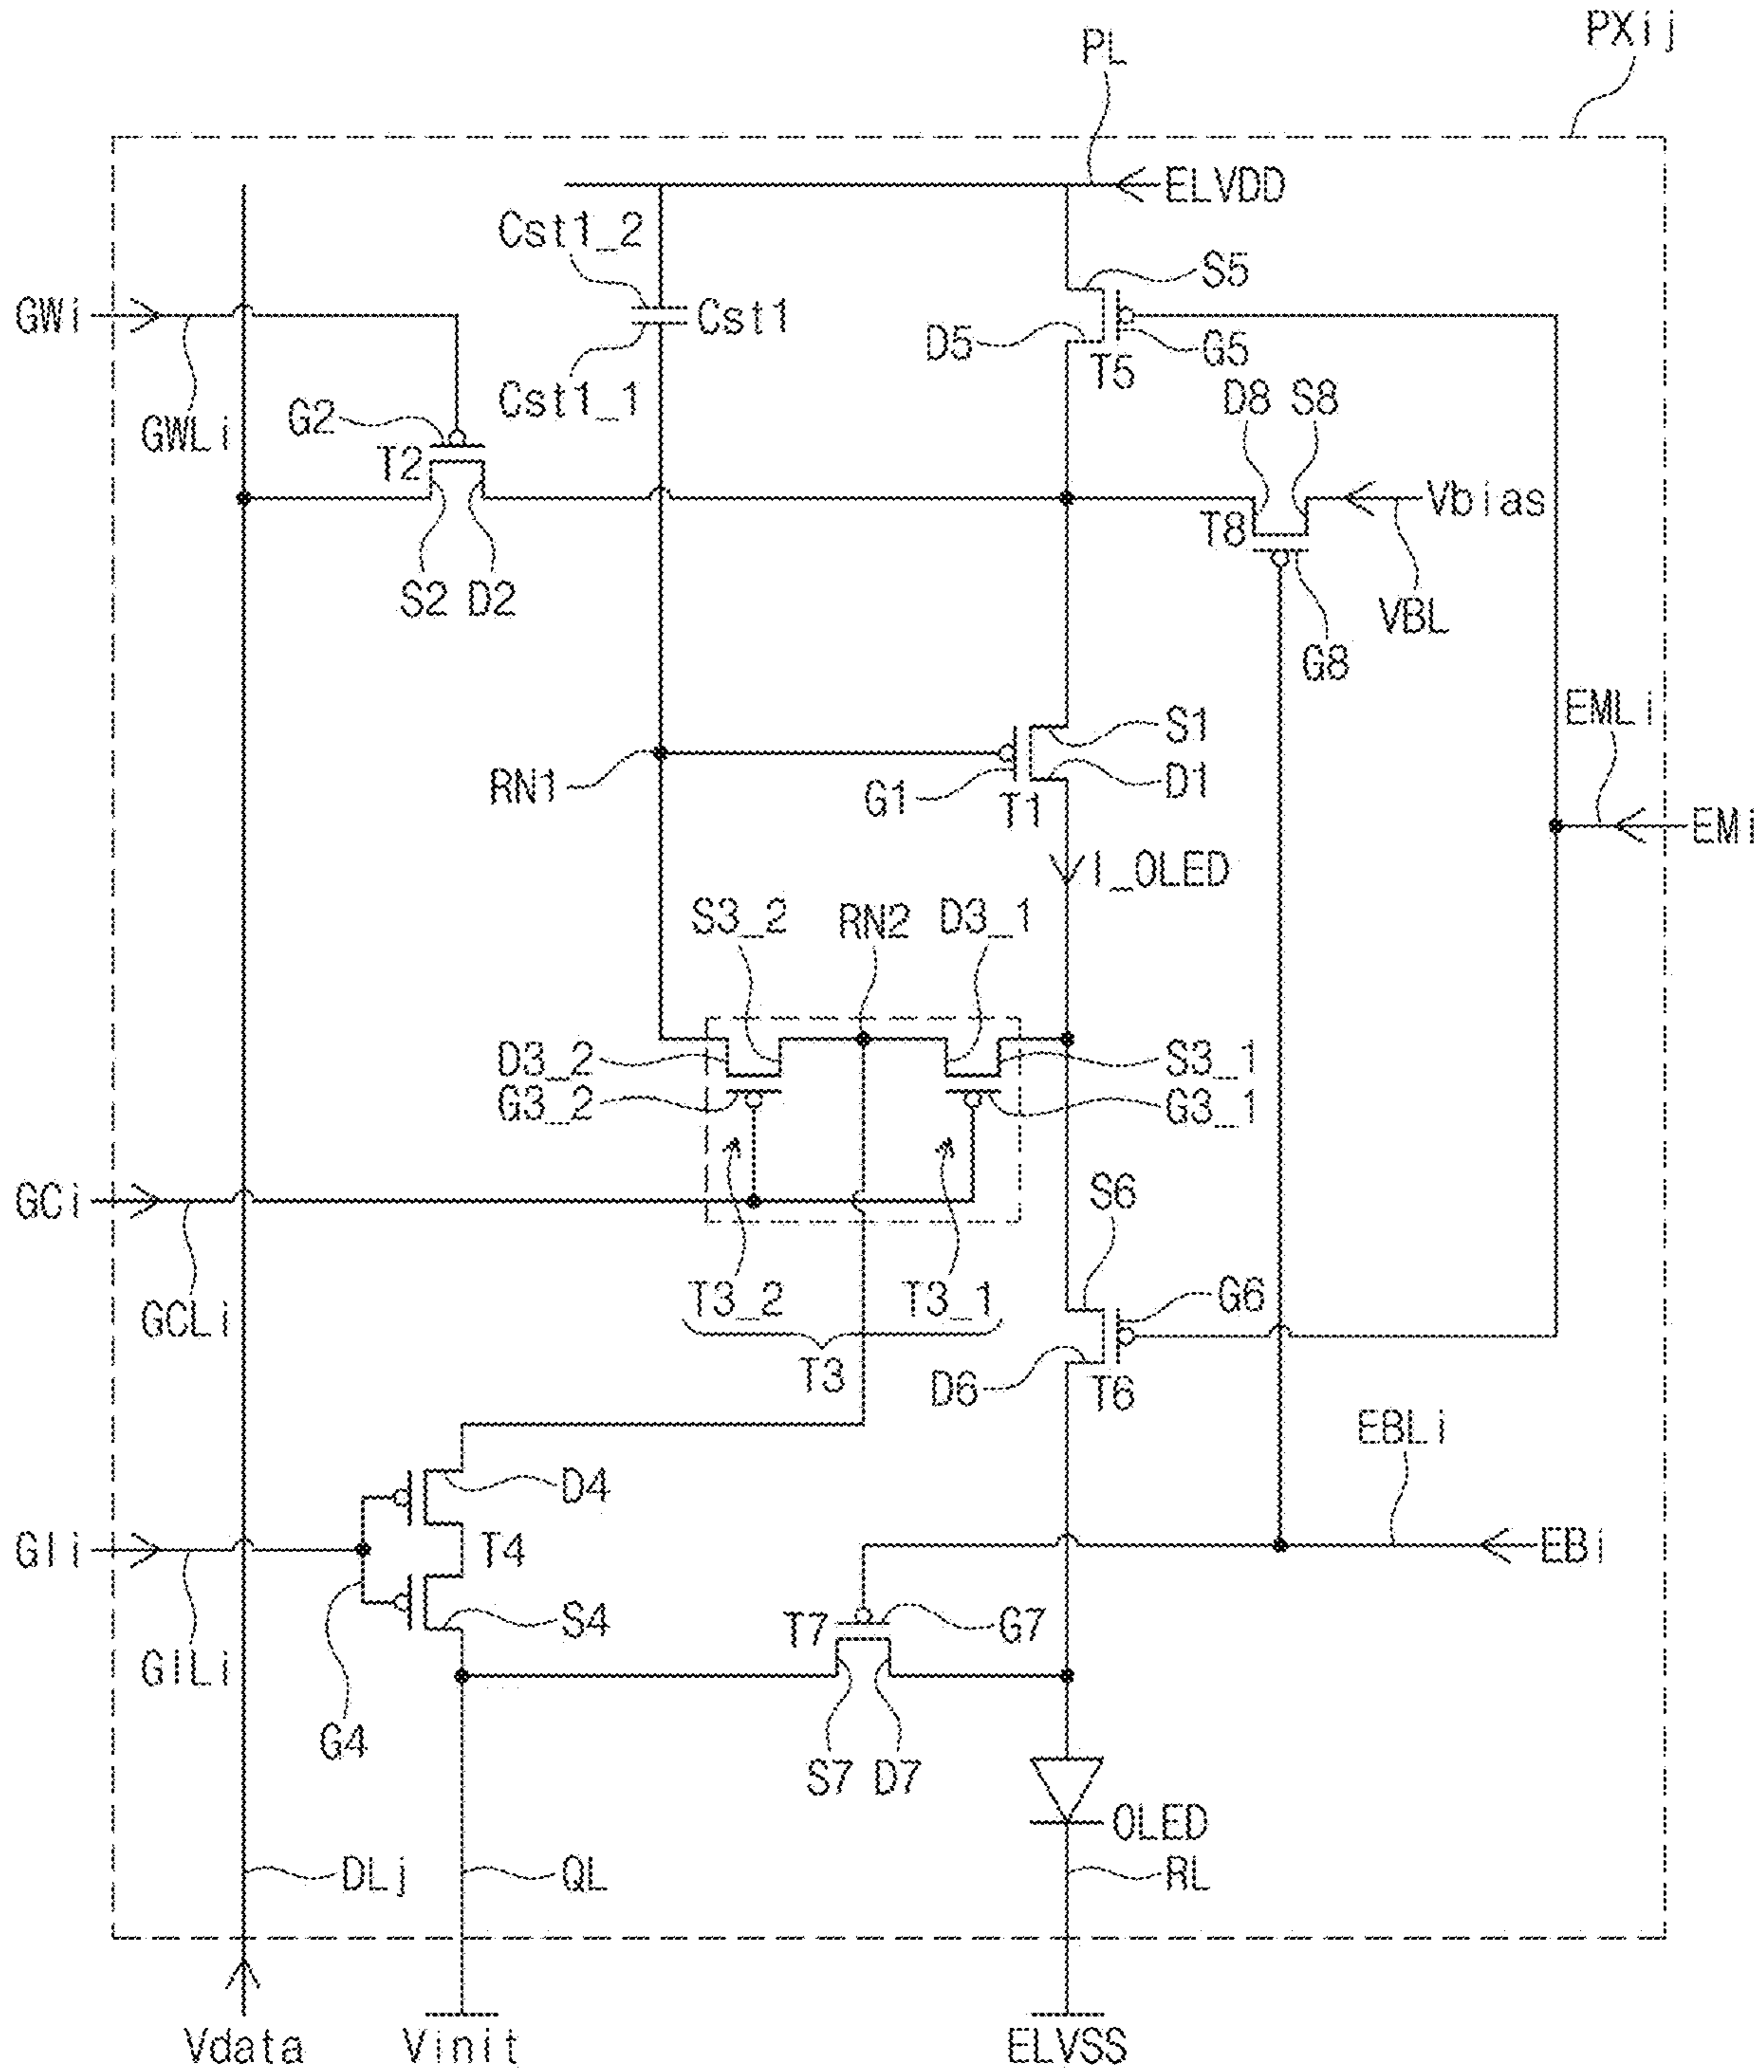 PXij
PL
ELVDD
Cst1_2
S5
GWi
Cst1
D5
G5
T5
Cst1_1
D8 S8
G2
GWLi
T2
Vbias
T8
S2 D2
VBL
G8
EMLi
S1
RN1
D1
G1
T1
EMi
I_OLED
S3_2
RN2
D3_1
D3_2
S3_1
G3_2
G3_1
GCi
S6
T3_2
T3_1
G6
GCLi
T3
D6
T6
EBLi
D4
GIi
T4
EBi
S4
T7
G7
GILi
G4
S7 D7
OLED
DLj
QL
RL
Vdata
Vinit
ELVSS